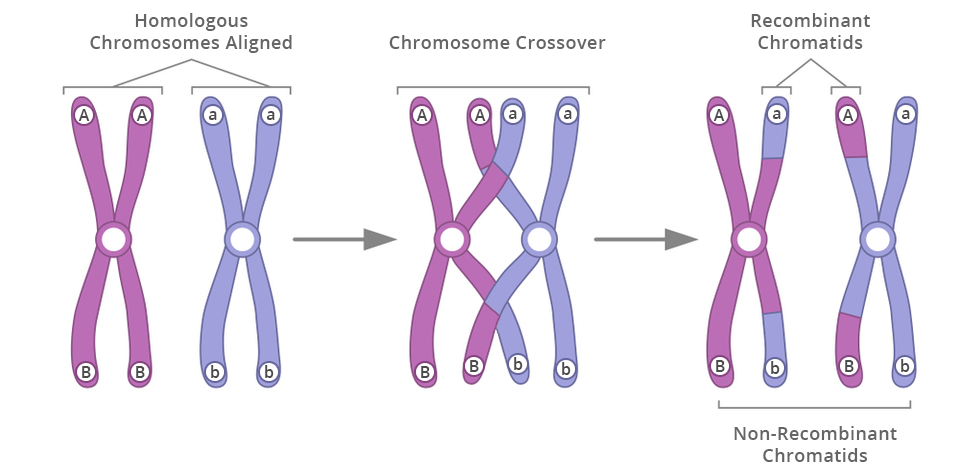 Homologous
Chromosomes Aligned
Chromosome Crossover
Recombinant
Chromatids
A A a a
A A a a
A a A a
B B b b
B B b b
B b B b
Non-Recombinant
Chromatids